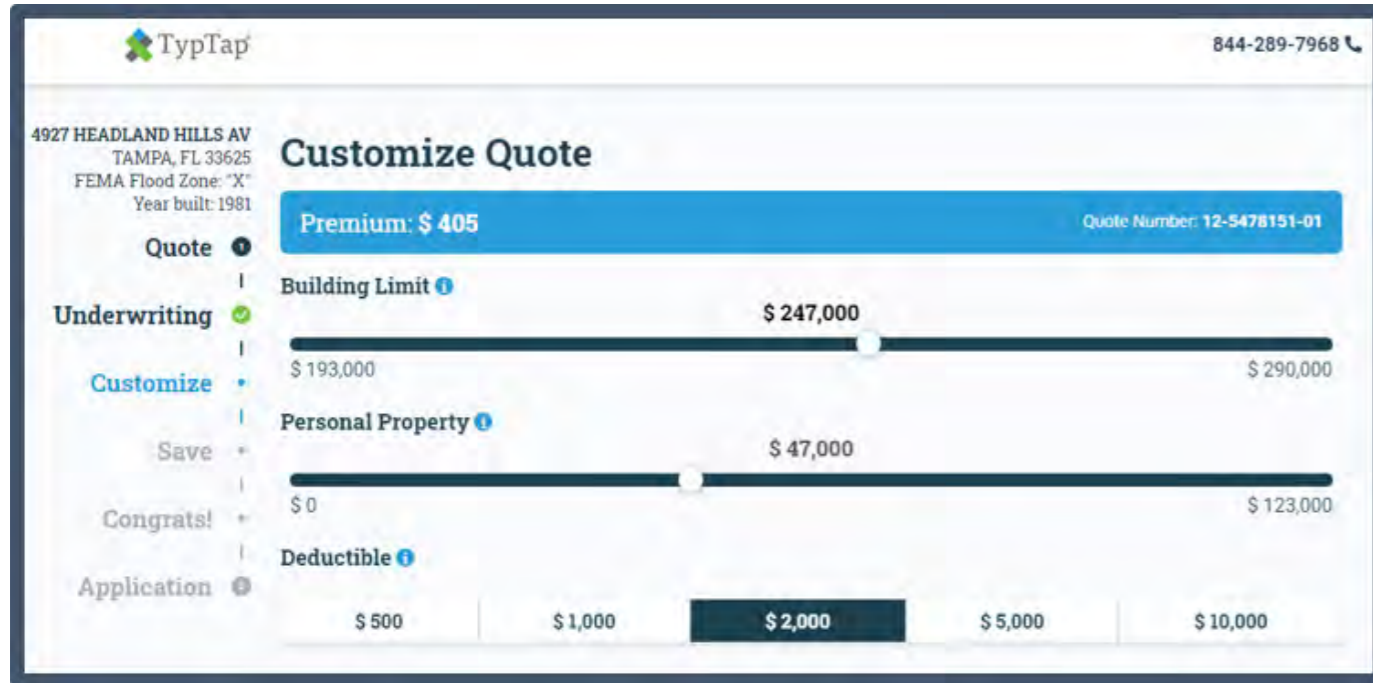 TypTap
844-289-7968
4927 HEADLAND HILLS AV
TAMPA, FL 33625
FEMA Flood Zone: "X"
Year built: 1981
Quote 1
Underwriting
Customize
Save
Congrats!
Application
Customize Quote
Premium: $ 405
Quote Number: 12-5478151-01
Building Limit
$ 247,000
$ 193,000
$ 290,000
Personal Property
$ 47,000
$ 0
$ 123,000
Deductible
$ 500
$ 1,000
$ 2,000
$ 5,000
$ 10,000